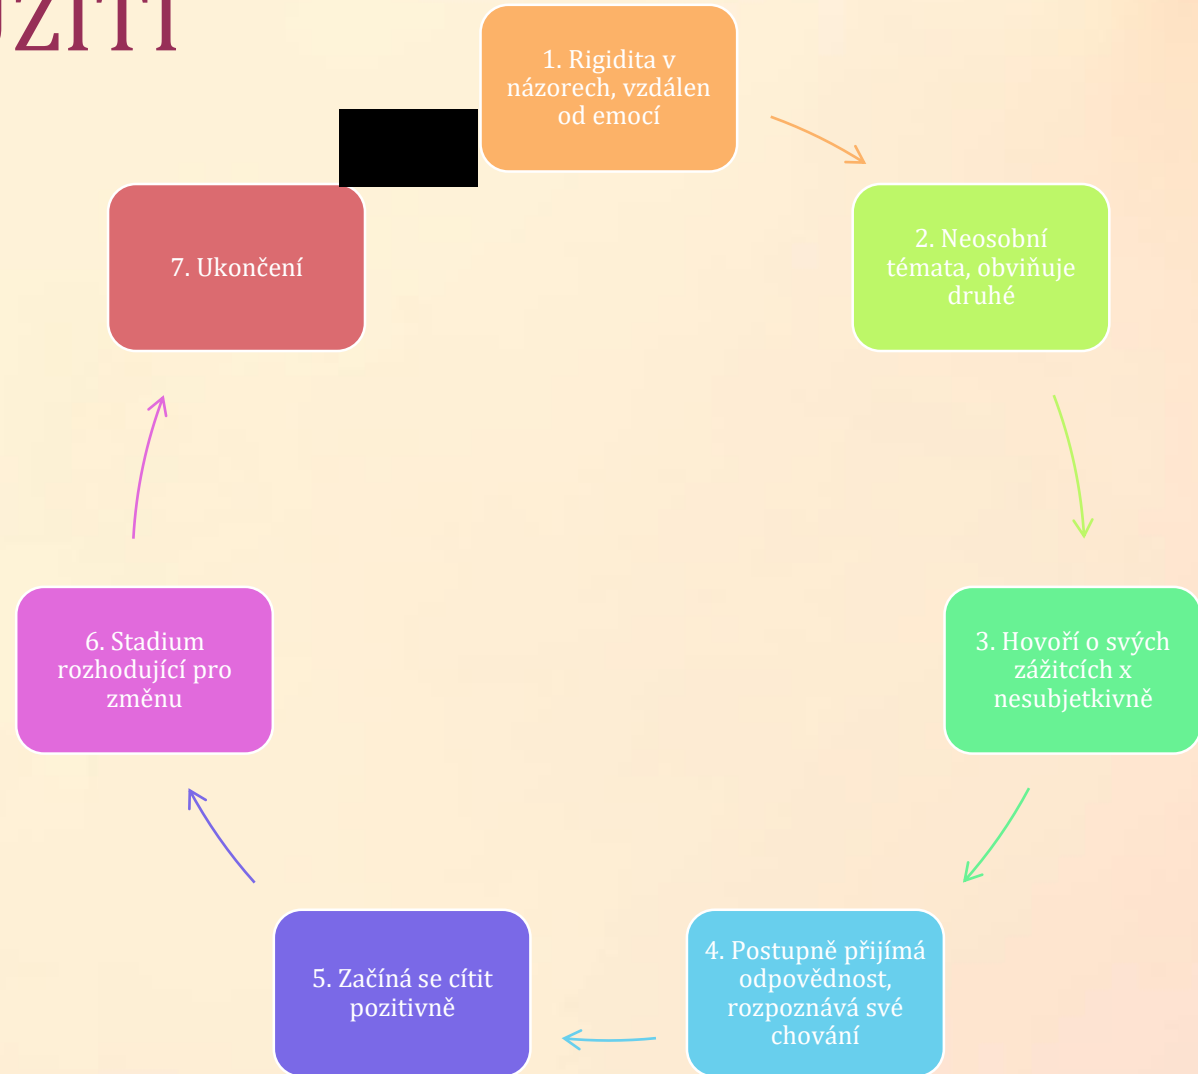 1. Rigidita v
názorech, vzdálen
od emocí
2. Neosobní
témata, obviňuje
druhé
3. Hovoří o svých
zážitcích x
nesubjetkivně
4. Postupně přijímá
odpovědnost,
rozpoznává své
chování
5. Začíná se cítit
pozitivně
6. Stadium
rozhodující pro
změnu
7. Ukončení